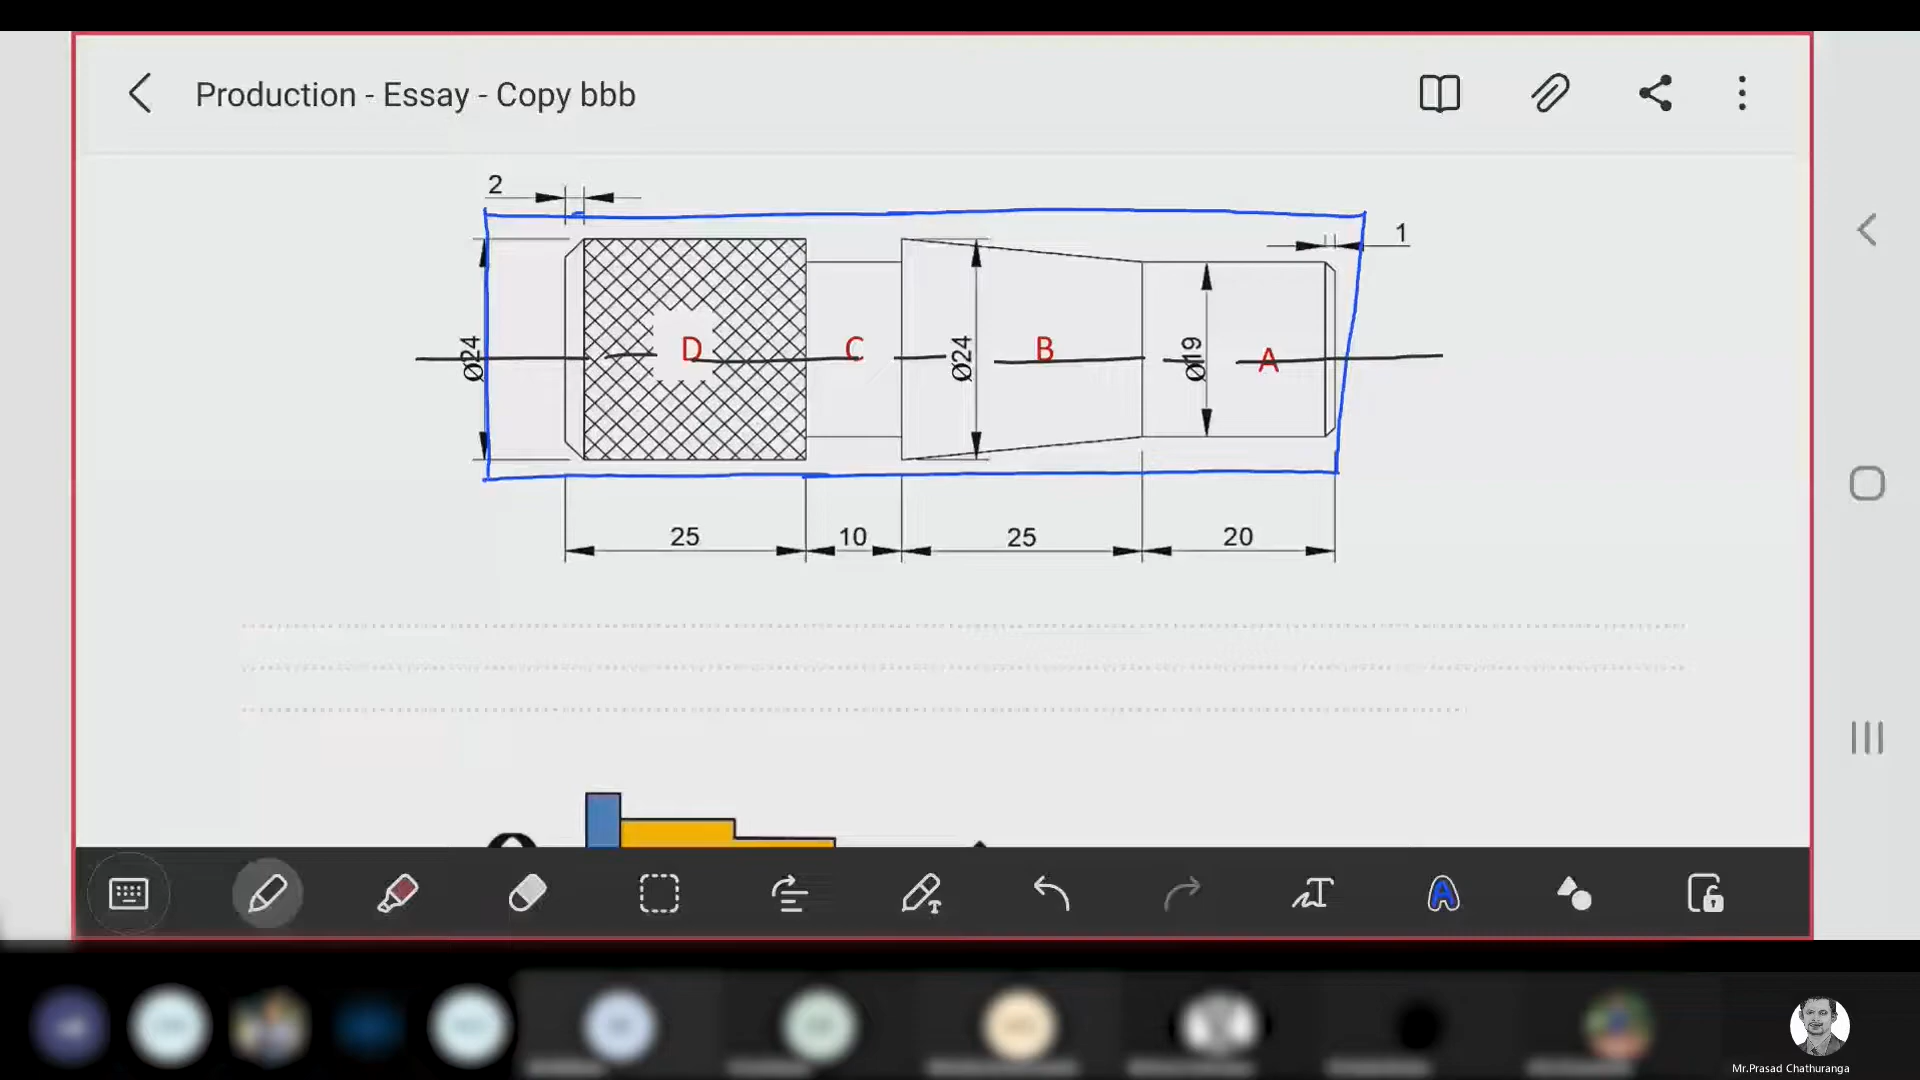 Production - Essay - Copy bbb
2
1
Ø24
D
C
Ø24
B
Ø19
A
25
10
25
20
T
T
A
Mr.Prasad Chathuranga